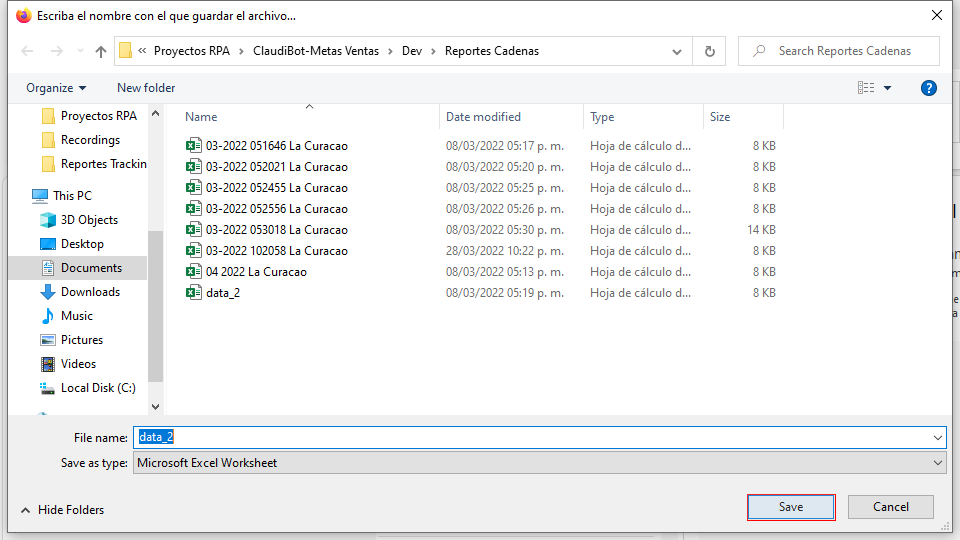 Escriba el nombre con el que guardar el archivo...
« Proyectos RPA > ClaudiBot-Metas Ventas > Dev > Reportes Cadenas
Search Reportes Cadenas
Organize
New folder
Proyectos RPA
Recordings
Reportes Trackin
This PC
3D Objects
Desktop
Documents
Downloads
Music
Pictures
Videos
Local Disk (C:)
Name Date modified Type Size
03-2022 051646 La Curacao 08/03/2022 05:17 p. m. Hoja de cálculo d... 8 KB
03-2022 052021 La Curacao 08/03/2022 05:20 p. m. Hoja de cálculo d... 8 KB
03-2022 052455 La Curacao 08/03/2022 05:25 p. m. Hoja de cálculo d... 8 KB
03-2022 052556 La Curacao 08/03/2022 05:26 p. m. Hoja de cálculo d... 8 KB
03-2022 053018 La Curacao 08/03/2022 05:30 p. m. Hoja de cálculo d... 14 KB
03-2022 102058 La Curacao 28/03/2022 10:22 p. m. Hoja de cálculo d... 8 KB
04 2022 La Curacao 08/03/2022 05:13 p. m. Hoja de cálculo d... 8 KB
data_2 08/03/2022 05:19 p. m. Hoja de cálculo d... 8 KB
File name: data_2
Save as type: Microsoft Excel Worksheet
Hide Folders
Save
Cancel